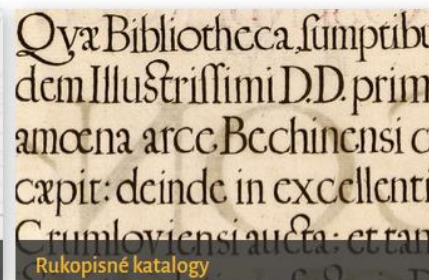 Qvæ Bibliotheca ſumptibu
dem Illuſtriſſimi D.D. prim
amœna arce Bechinensi c
cæpit: deinde in excellenti
Crumloviensi aucta: et tan
Rukopisné katalogy